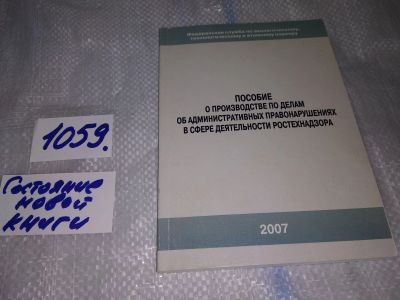 Федеральная служба по экологическому,
технологическому и атомному надзору
ПОСОБИЕ
О ПРОИЗВОДСТВЕ ПО ДЕЛАМ
ОБ АДМИНИСТРАТИВНЫХ ПРАВОНАРУШЕНИЯХ
В СФЕРЕ ДЕЯТЕЛЬНОСТИ РОСТЕХНАДЗОРА
2007
1059.
Состояние
новой
книги